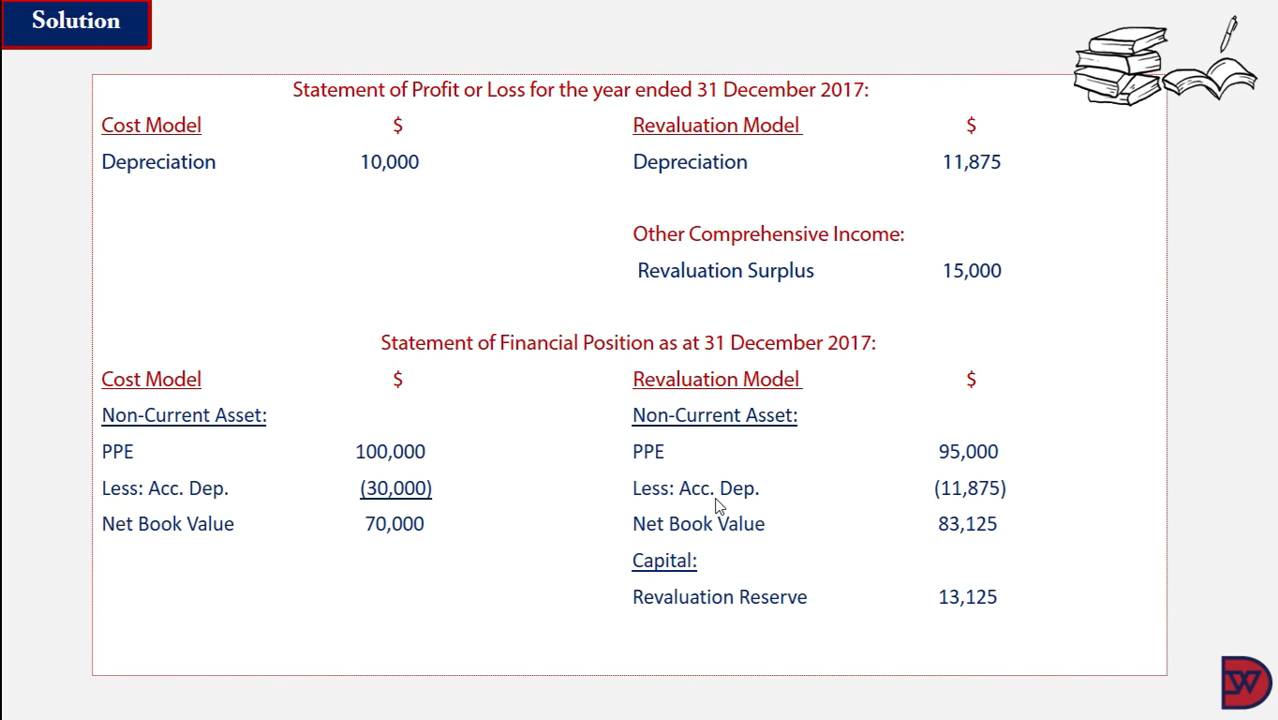 Solution
Statement of Profit or Loss for the year ended 31 December 2017:
Cost Model $ Revaluation Model $
Depreciation 10,000 Depreciation 11,875
Other Comprehensive Income:
Revaluation Surplus 15,000
Statement of Financial Position as at 31 December 2017:
Cost Model $ Revaluation Model $
Non-Current Asset: Non-Current Asset:
PPE 100,000 PPE 95,000
Less: Acc. Dep. (30,000) Less: Acc. Dep. (11,875)
Net Book Value 70,000 Net Book Value 83,125
Capital:
Revaluation Reserve 13,125
DW